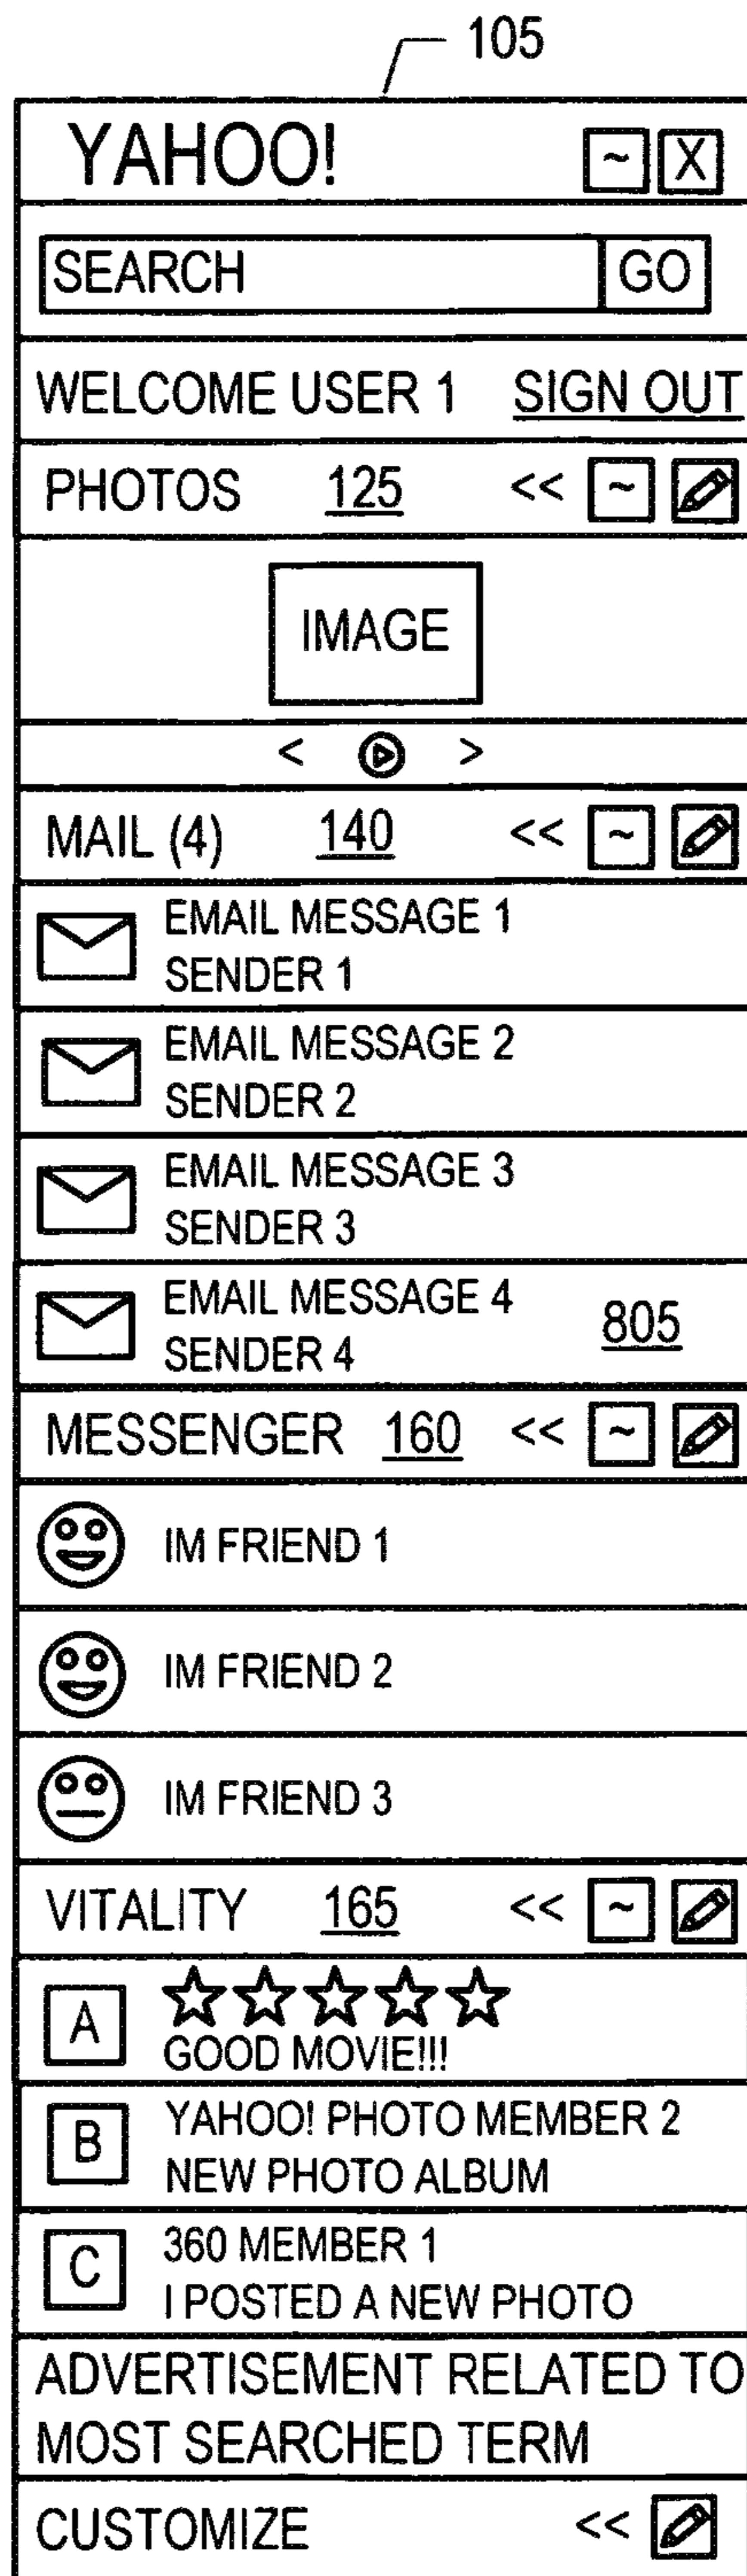 105
YAHOO! ~ X
SEARCH GO
WELCOME USER 1 SIGN OUT
PHOTOS 125 << ~
IMAGE
< >
MAIL (4) 140 << ~
EMAIL MESSAGE 1
SENDER 1
EMAIL MESSAGE 2
SENDER 2
EMAIL MESSAGE 3
SENDER 3
EMAIL MESSAGE 4
SENDER 4 805
MESSENGER 160 << ~
IM FRIEND 1
IM FRIEND 2
IM FRIEND 3
VITALITY 165 << ~
A
GOOD MOVIE!!!
B YAHOO! PHOTO MEMBER 2
NEW PHOTO ALBUM
C 360 MEMBER 1
I POSTED A NEW PHOTO
ADVERTISEMENT RELATED TO
MOST SEARCHED TERM
CUSTOMIZE <<